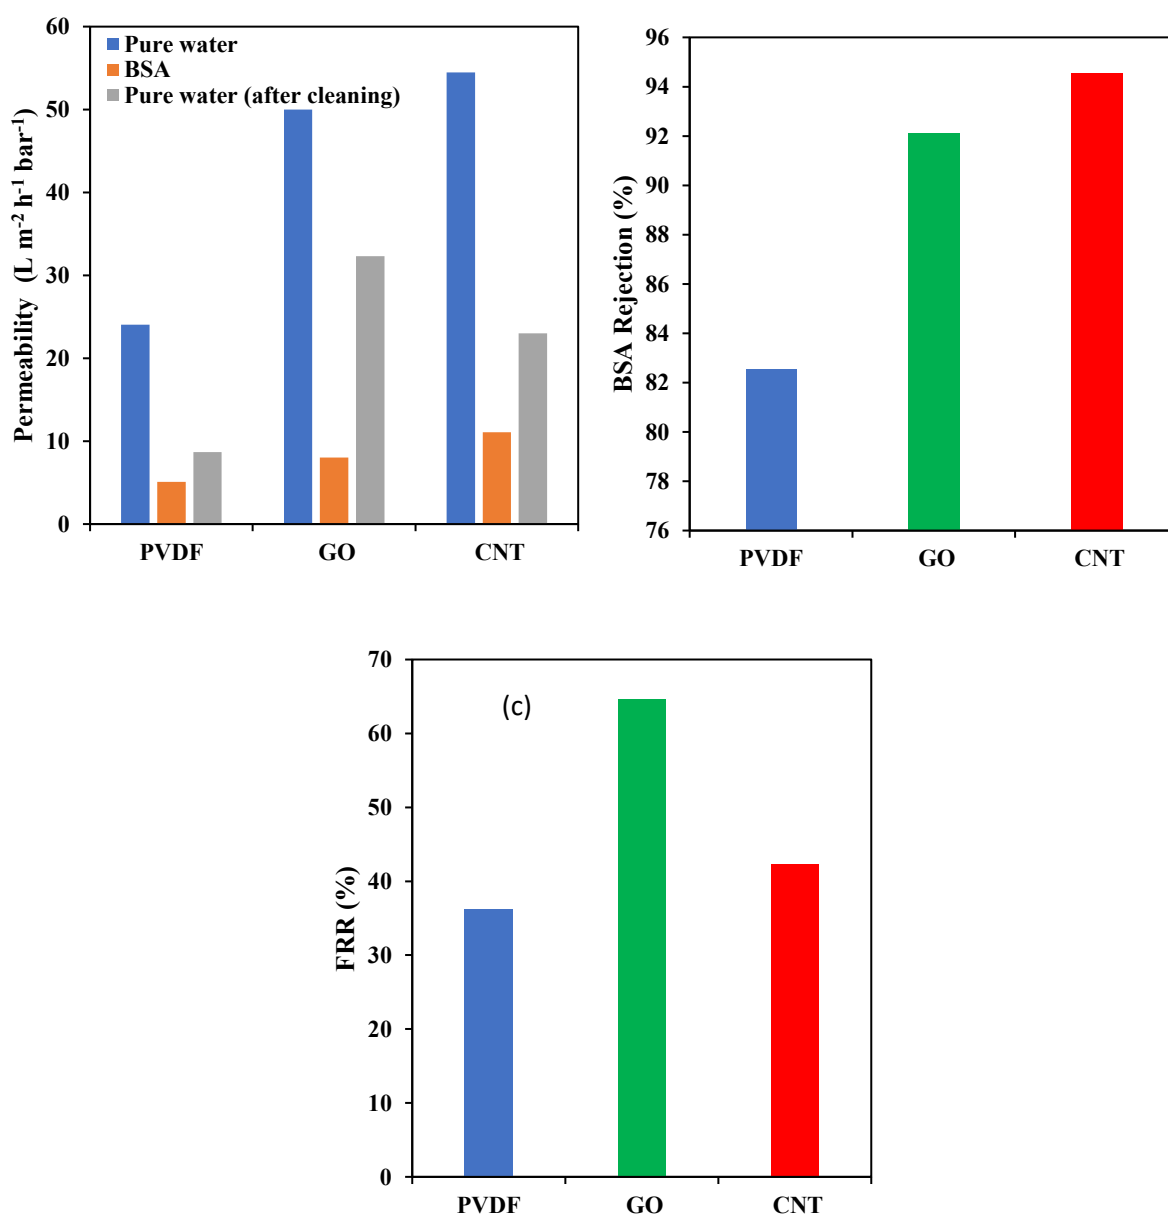 60
50
40
30
20
10
0
Permeability (L m⁻² h⁻¹ bar⁻¹)
Pure water
BSA
Pure water (after cleaning)
PVDF GO CNT
96
94
92
90
88
86
84
82
80
78
76
BSA Rejection (%)
PVDF GO CNT
70
60
50
40
30
20
10
0
FRR (%)
(c)
PVDF GO CNT